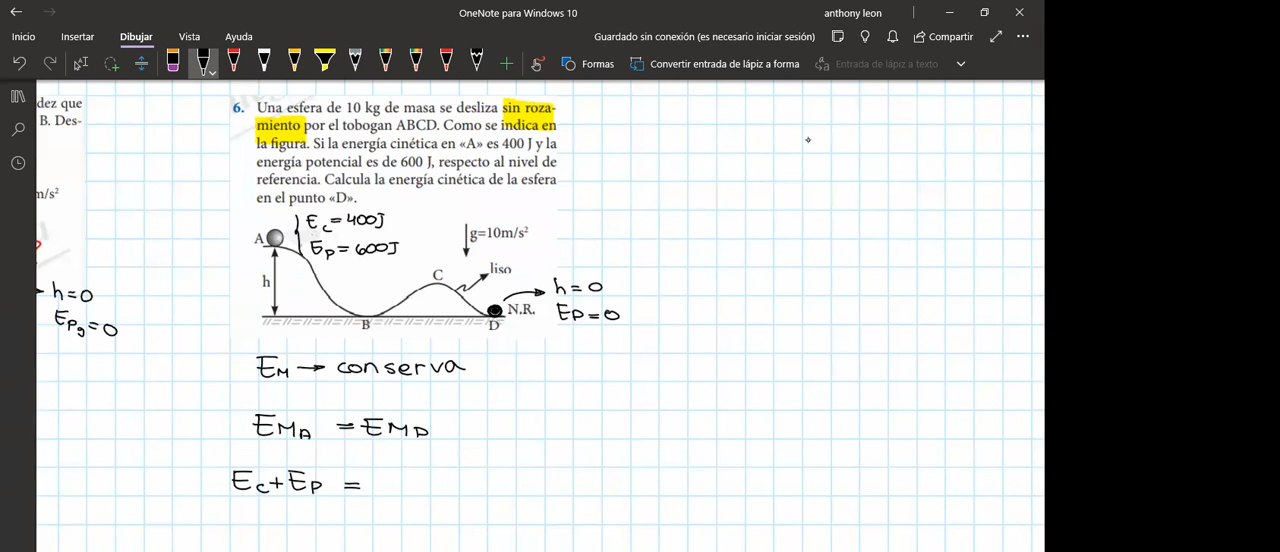 OneNote para Windows 10
anthony leon
Inicio Insertar Dibujar Vista Ayuda
Guardado sin conexión (es necesario iniciar sesión) Compartir
Formas Convertir entrada de lápiz a forma Entrada de lápiz a texto
dez que
B. Des-
m/s²
h=0
Epg=0
6. Una esfera de 10 kg de masa se desliza sin roza-
miento por el tobogan ABCD. Como se indica en
la figura. Si la energía cinética en «A» es 400 J y la
energía potencial es de 600 J, respecto al nivel de
referencia. Calcula la energía cinética de la esfera
en el punto «D».
A
Ec=400J
Ep=600J
g=10m/s²
h
C
liso
B
D
N.R.
h=0
Ep=0
EM → conserva
EMA = EMD
Ec+Ep =